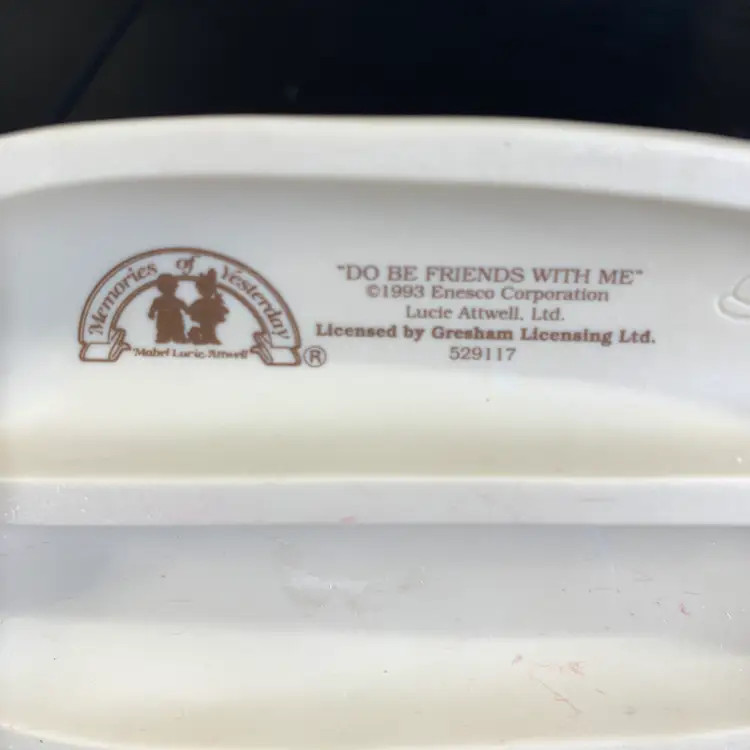 Memories of Yesterday
Mabel Lucie Attwell
®
"DO BE FRIENDS WITH ME"
©1993 Enesco Corporation
Lucie Attwell, Ltd.
Licensed by Gresham Licensing Ltd.
529117